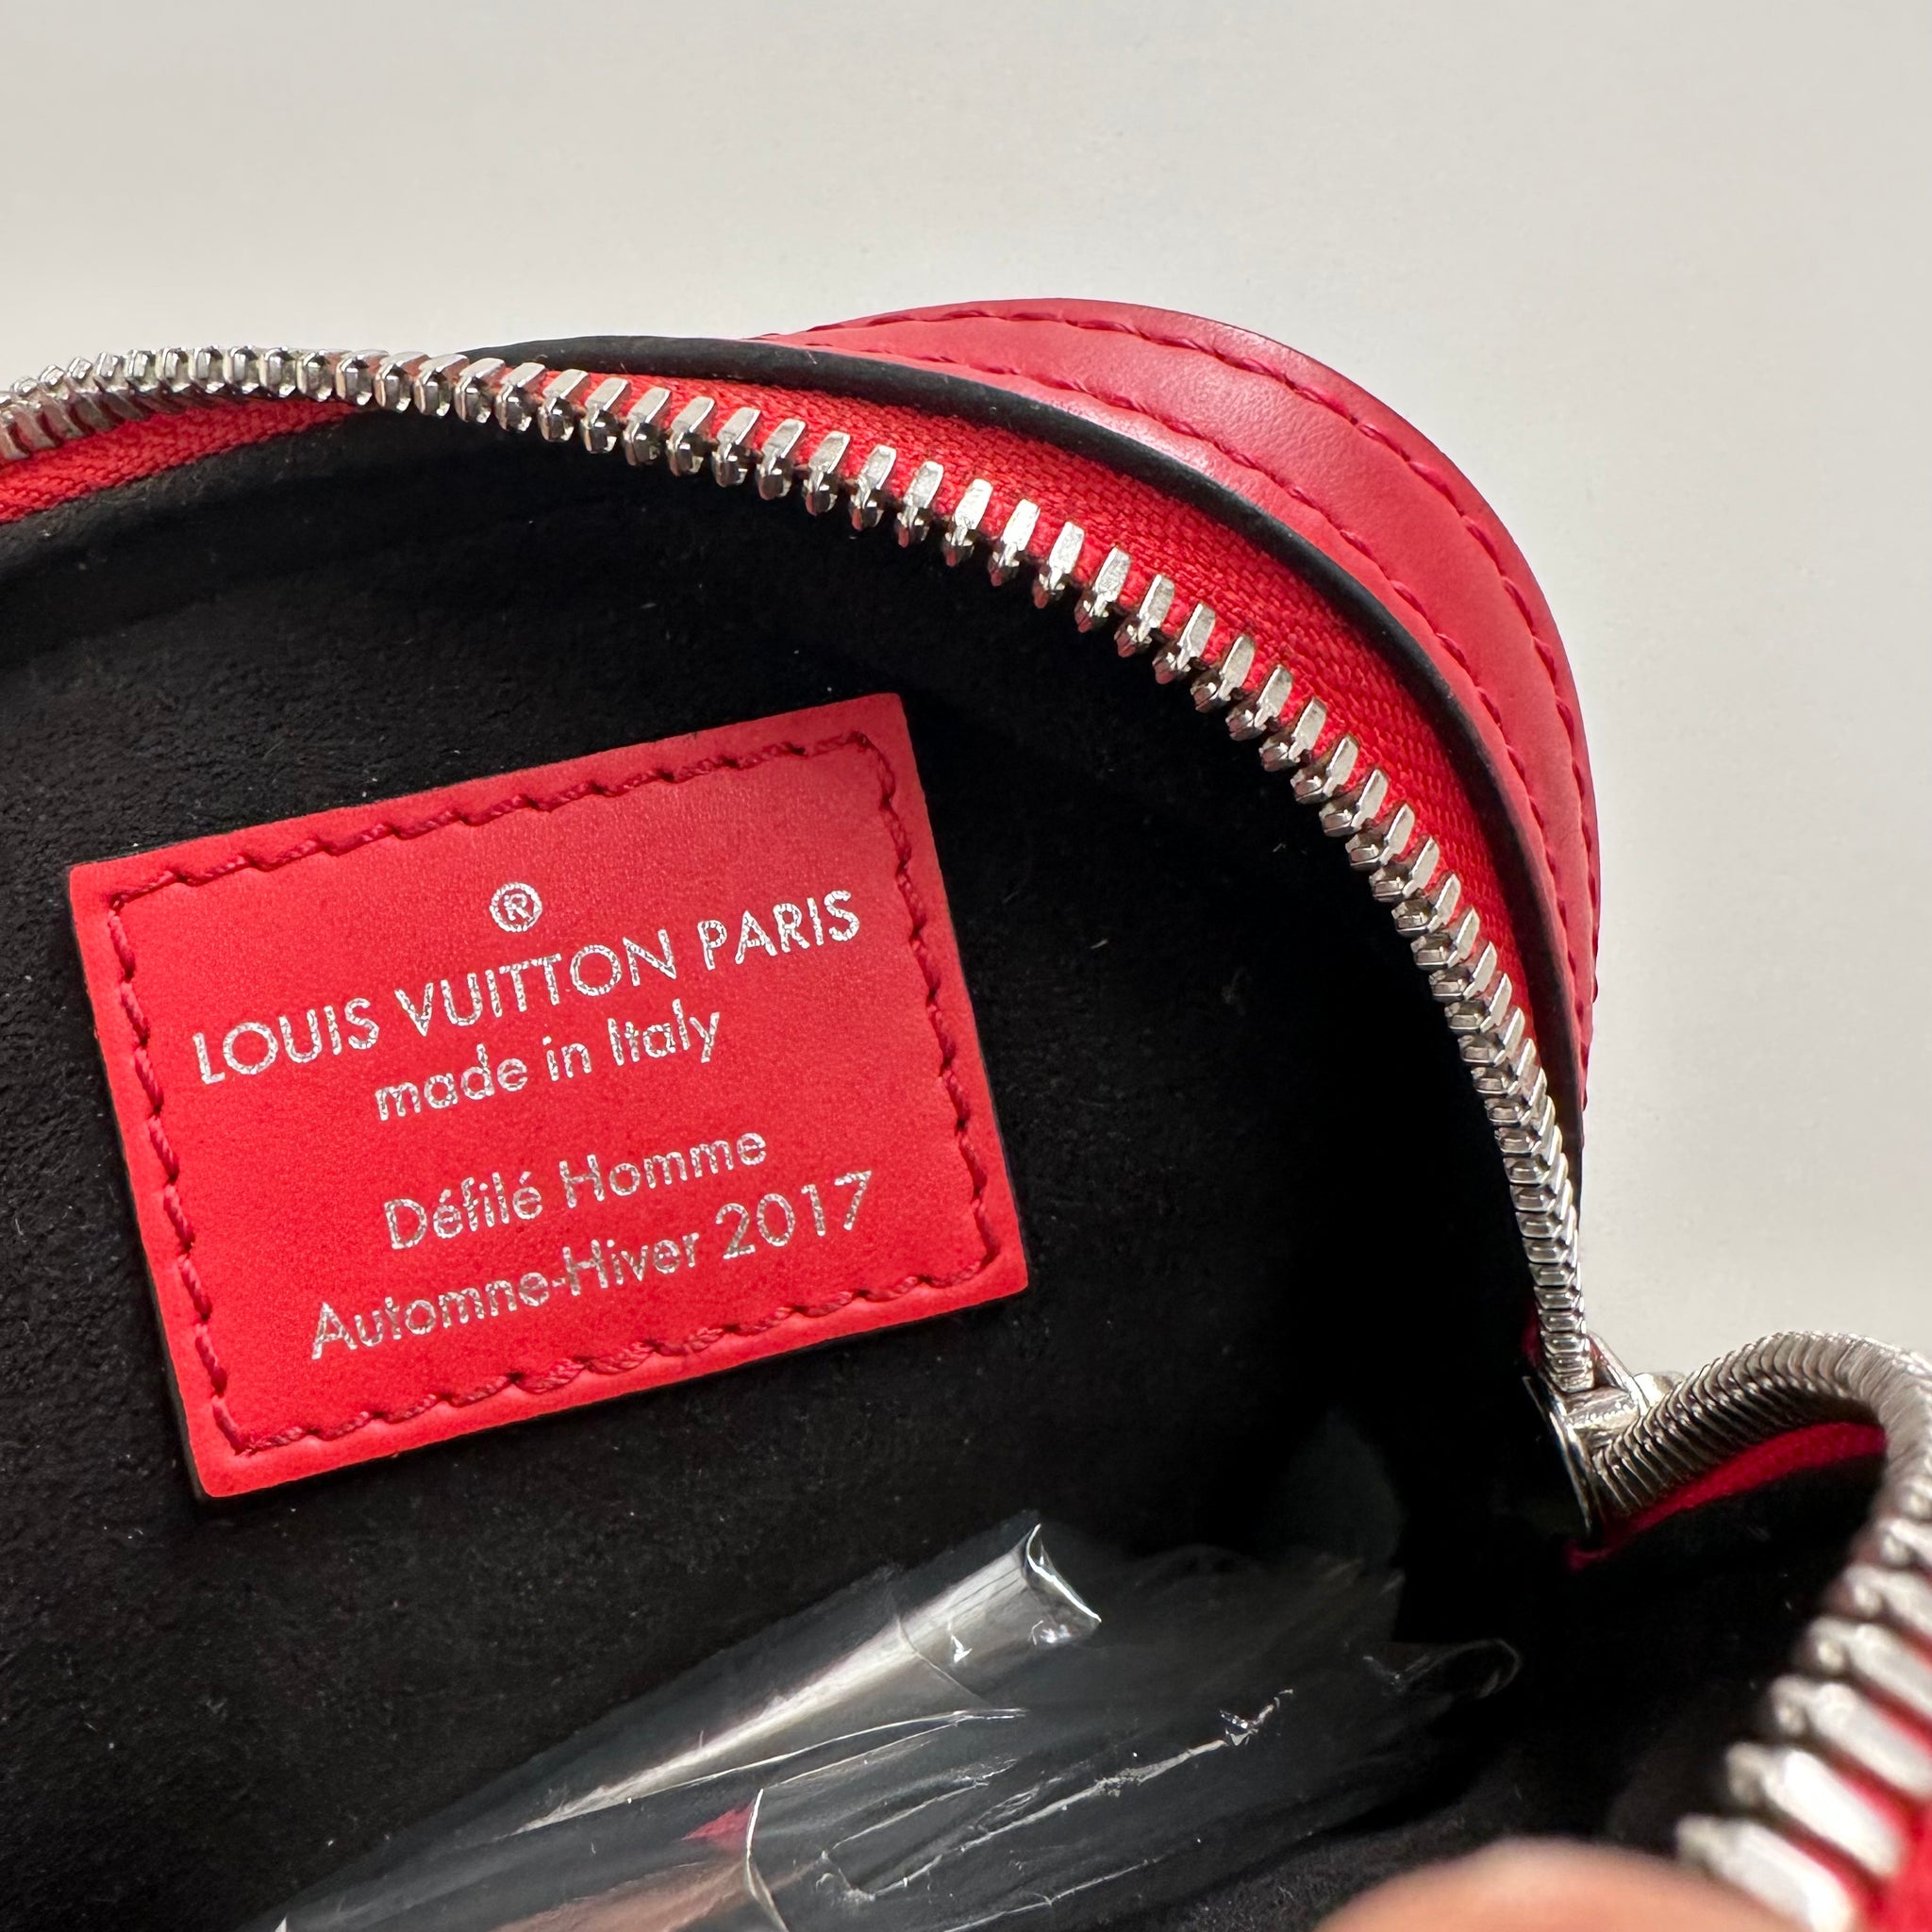 ®
LOUIS VUITTON PARIS
made in Italy
Défilé Homme
Automne-Hiver 2017